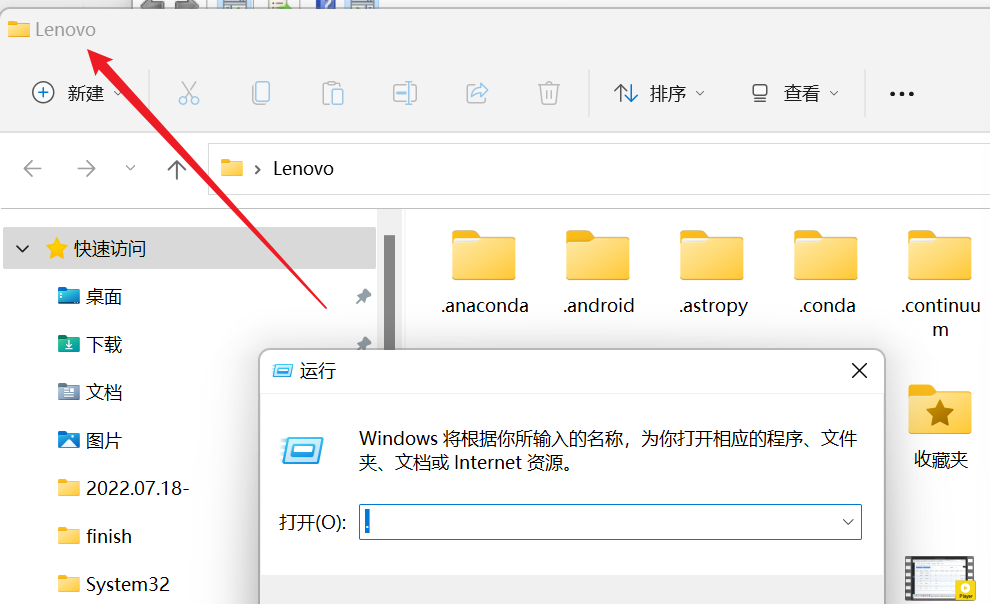 Lenovo
新建
排序
查看
Lenovo
快速访问
桌面
下载
文档
图片
2022.07.18-
finish
System32
.anaconda
.android
.astropy
.conda
.continuu
m
收藏夹
运行
Windows 将根据你所输入的名称，为你打开相应的程序、文件
夹、文档或 Internet 资源。
打开(O):
.
Player